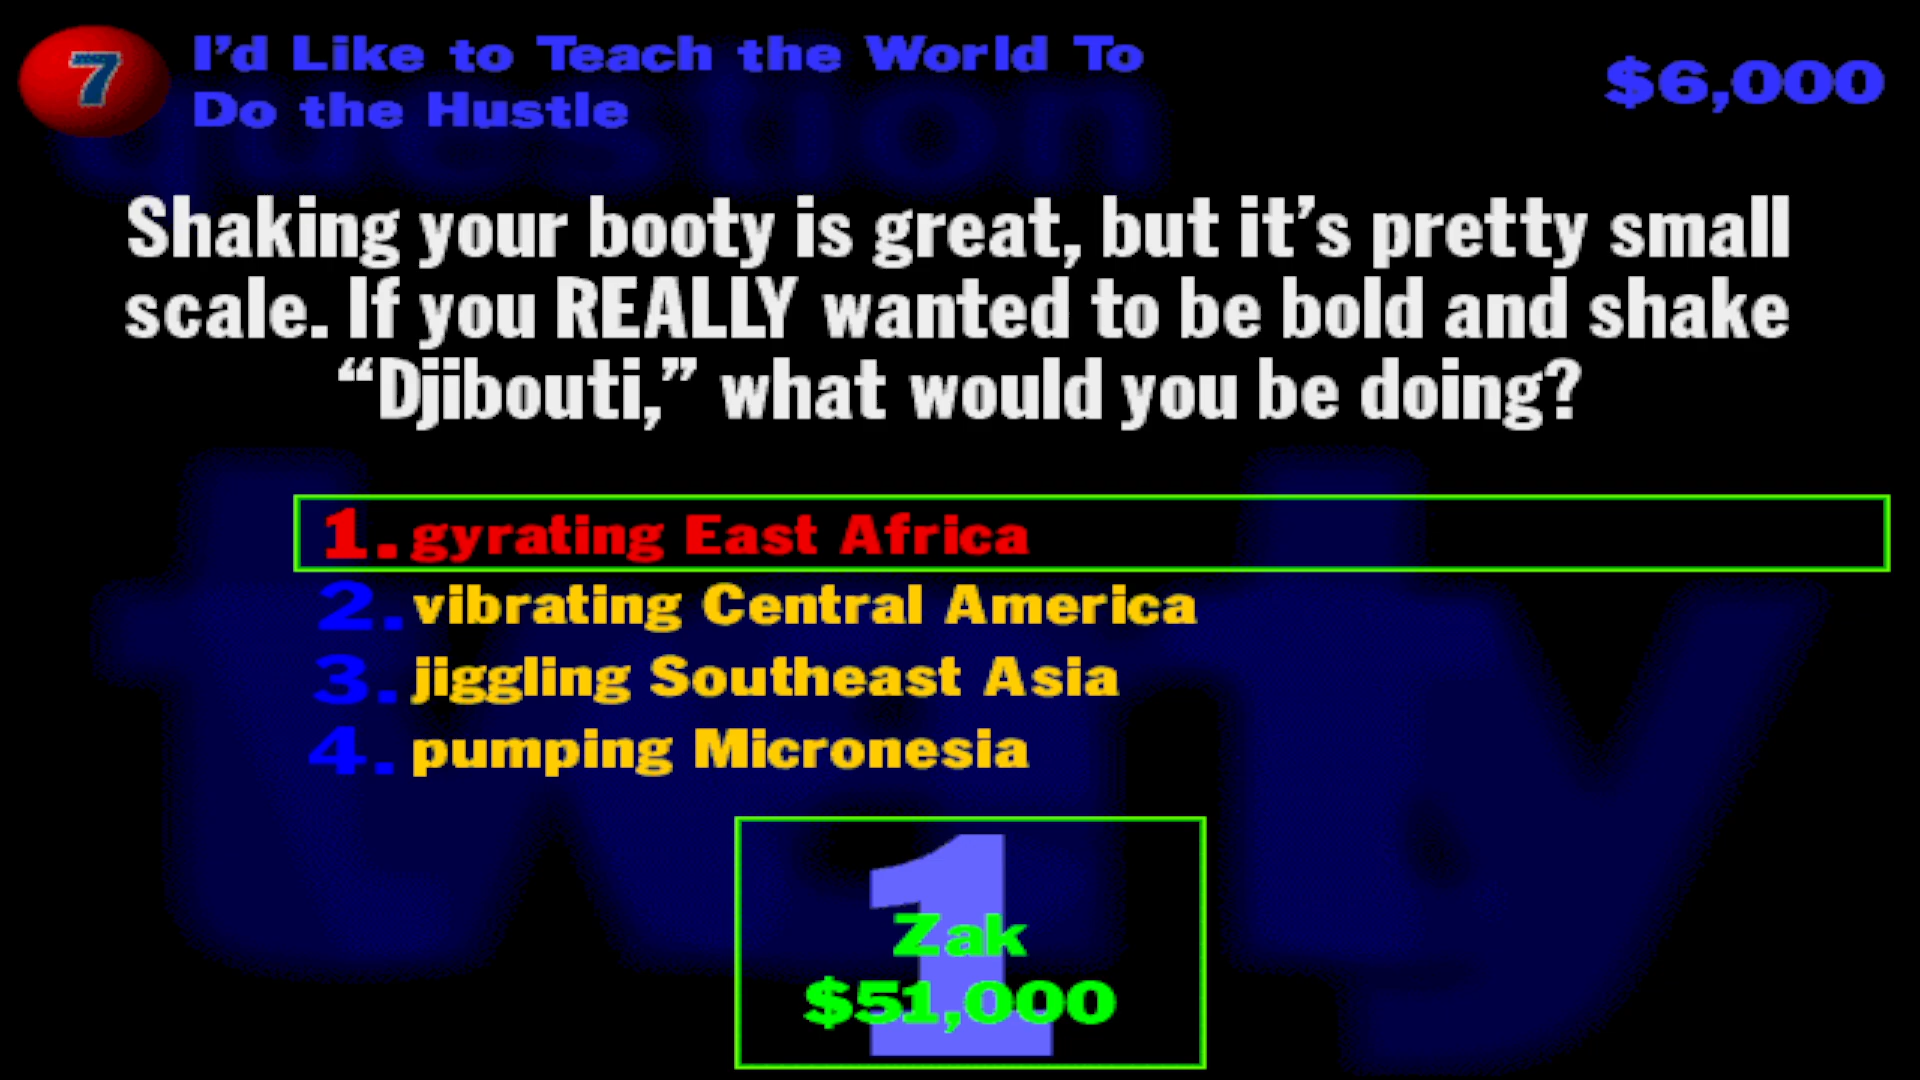 7
I'd Like to Teach the World To
Do the Hustle
$6,000
question
Shaking your booty is great, but it's pretty small
scale. If you REALLY wanted to be bold and shake
“Djibouti,” what would you be doing?
1. gyrating East Africa
2. vibrating Central America
3. jiggling Southeast Asia
4. pumping Micronesia
twenty
1
Zak
$51,000